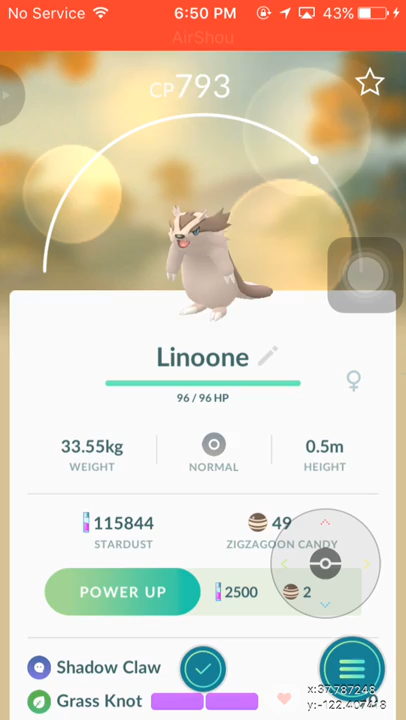 No Service 6:50 PM 43%
AirShou
CP793
Linoone
96 / 96 HP
33.55kg NORMAL 0.5m
WEIGHT HEIGHT
115844 49
STARDUST ZIGZAGOON CANDY
POWER UP 2500 2
Shadow Claw
Grass Knot
x:37.787248
y:-122.407478